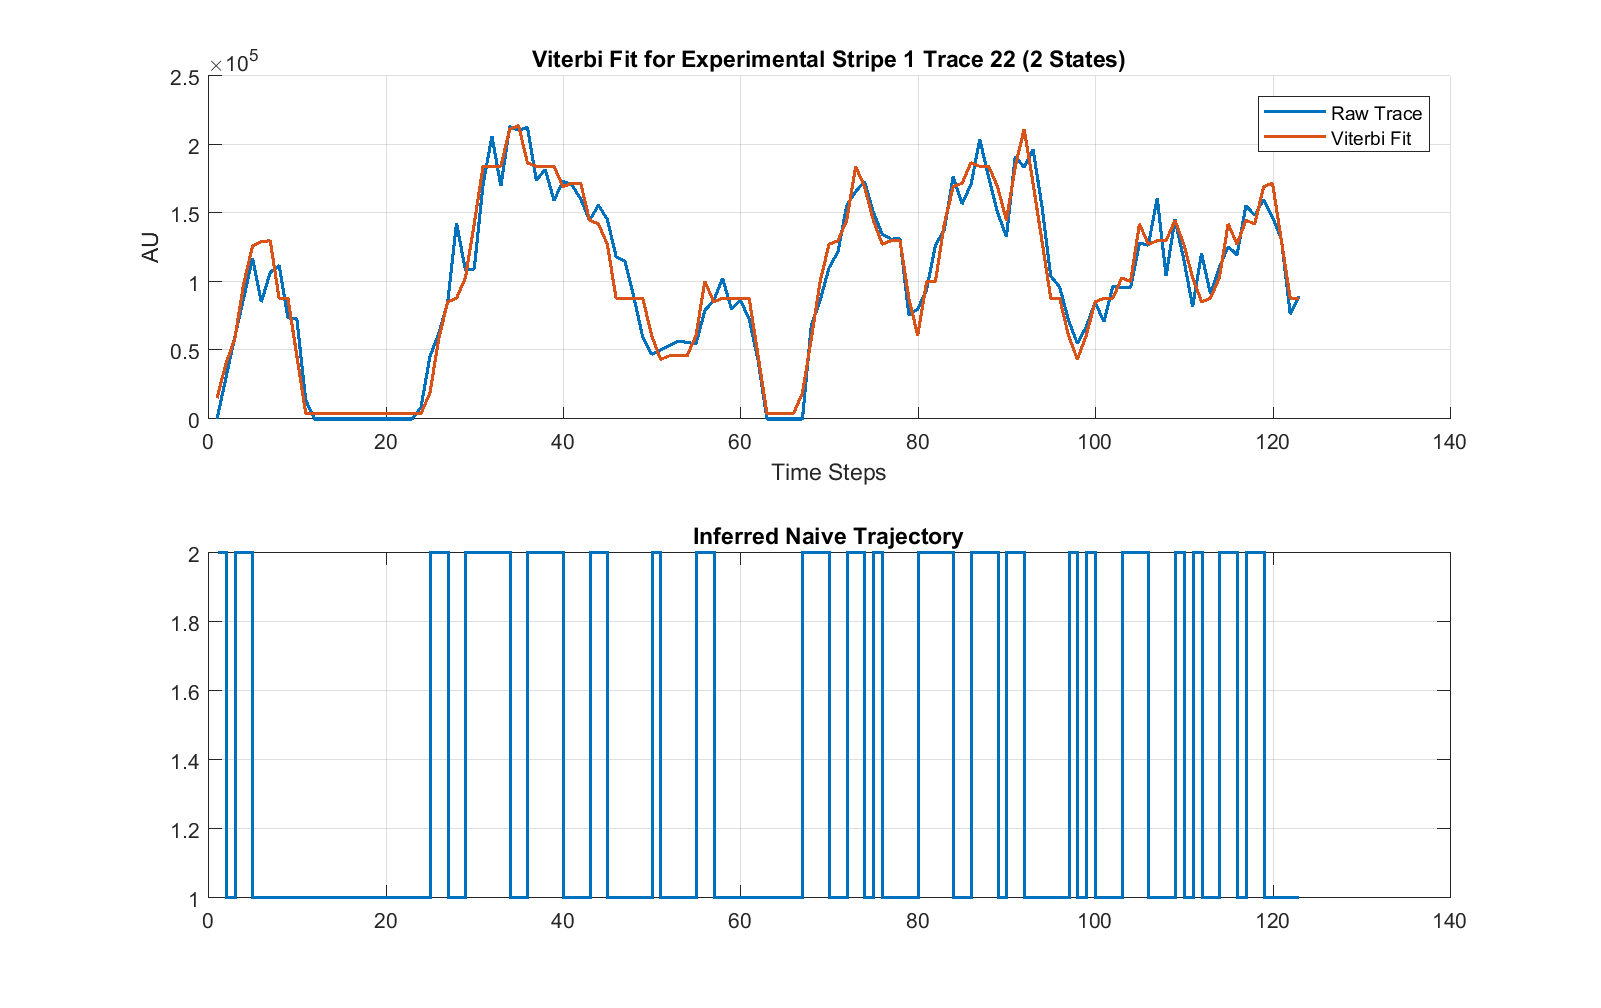 Viterbi Fit for Experimental Stripe 1 Trace 22 (2 States)
×10^5
2.5
2
1.5
1
0.5
0
AU
Raw Trace
Viterbi Fit
0 20 40 60 80 100 120 140
Time Steps
Inferred Naive Trajectory
2
1.8
1.6
1.4
1.2
1
0 20 40 60 80 100 120 140